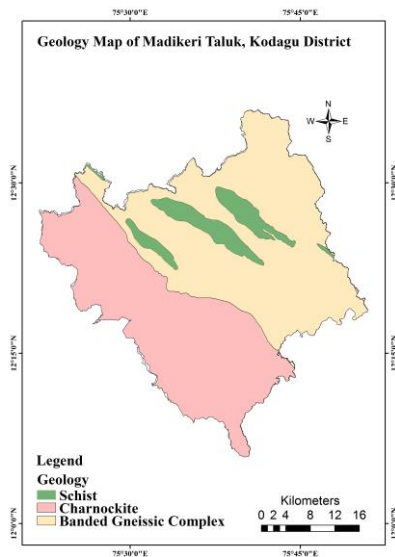 75°30'0"E 75°45'0"E
Geology Map of Madikeri Taluk, Kodagu District
N
W E
S
12°30'0"N 12°30'0"N
12°15'0"N 12°15'0"N
12°0'0"N 12°0'0"N
Legend
Geology
Schist
Charnockite
Banded Gneissic Complex
Kilometers
0 2 4 8 12 16
75°30'0"E 75°45'0"E